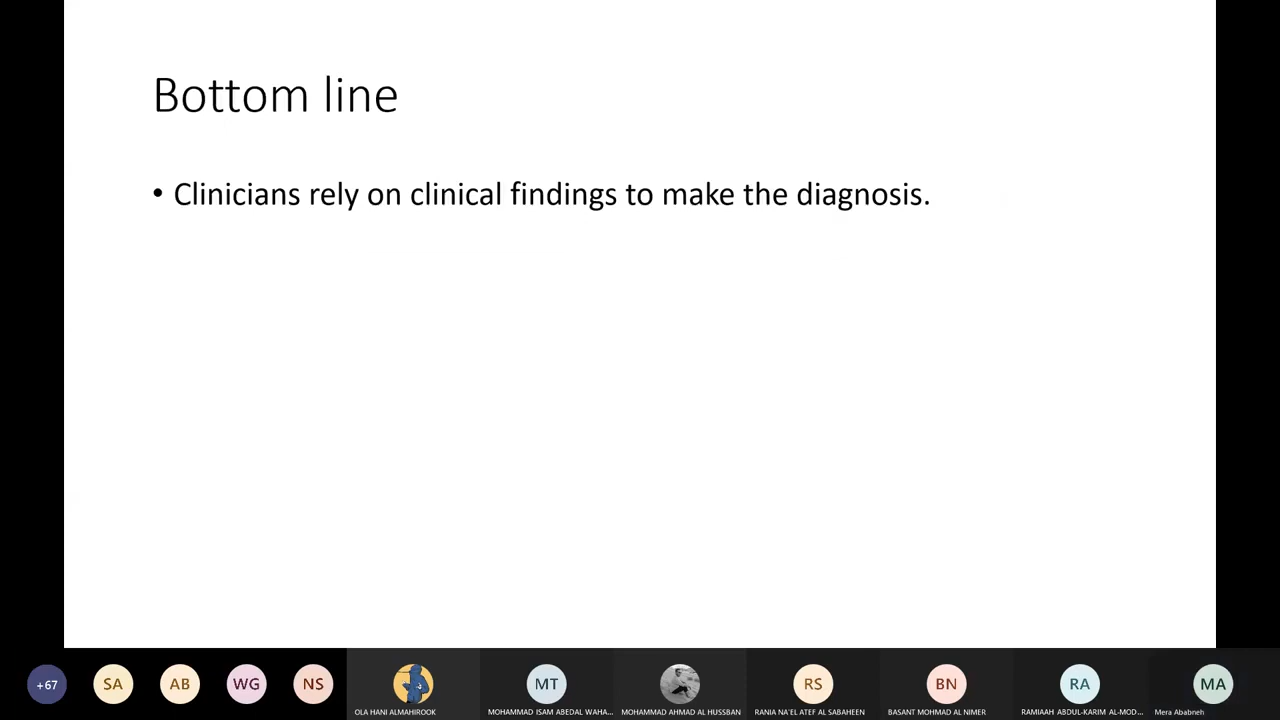 Bottom line
• Clinicians rely on clinical findings to make the diagnosis.
+67
SA
AB
WG
NS
MT
RS
BN
RA
MA
OLA HANI ALMAHIROOK
MOHAMMAD ISAM ABEDAL WAHA...
MOHAMMAD AHMAD AL HUSSBAN
RANIA NA'EL ATEF AL SABAHEEN
BASANT MOHMAD AL NIMER
RAMIAAH ABDUL-KARIM AL-MOD...
Mera Ababneh